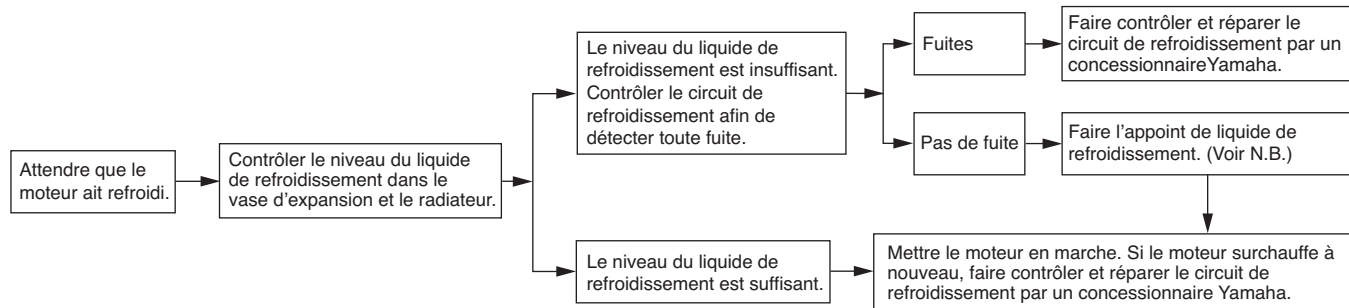 Attendre que le
moteur ait refroidi.
Contrôler le niveau du liquide
de refroidissement dans le
vase d'expansion et le radiateur.
Le niveau du liquide de
refroidissement est insuffisant.
Contrôler le circuit de
refroidissement afin de
détecter toute fuite.
Fuites
Faire contrôler et réparer le
circuit de refroidissement par un
concessionnaireYamaha.
Pas de fuite
Faire l'appoint de liquide de
refroidissement. (Voir N.B.)
Le niveau du liquide de
refroidissement est suffisant.
Mettre le moteur en marche. Si le moteur surchauffe à
nouveau, faire contrôler et réparer le circuit de
refroidissement par un concessionnaire Yamaha.